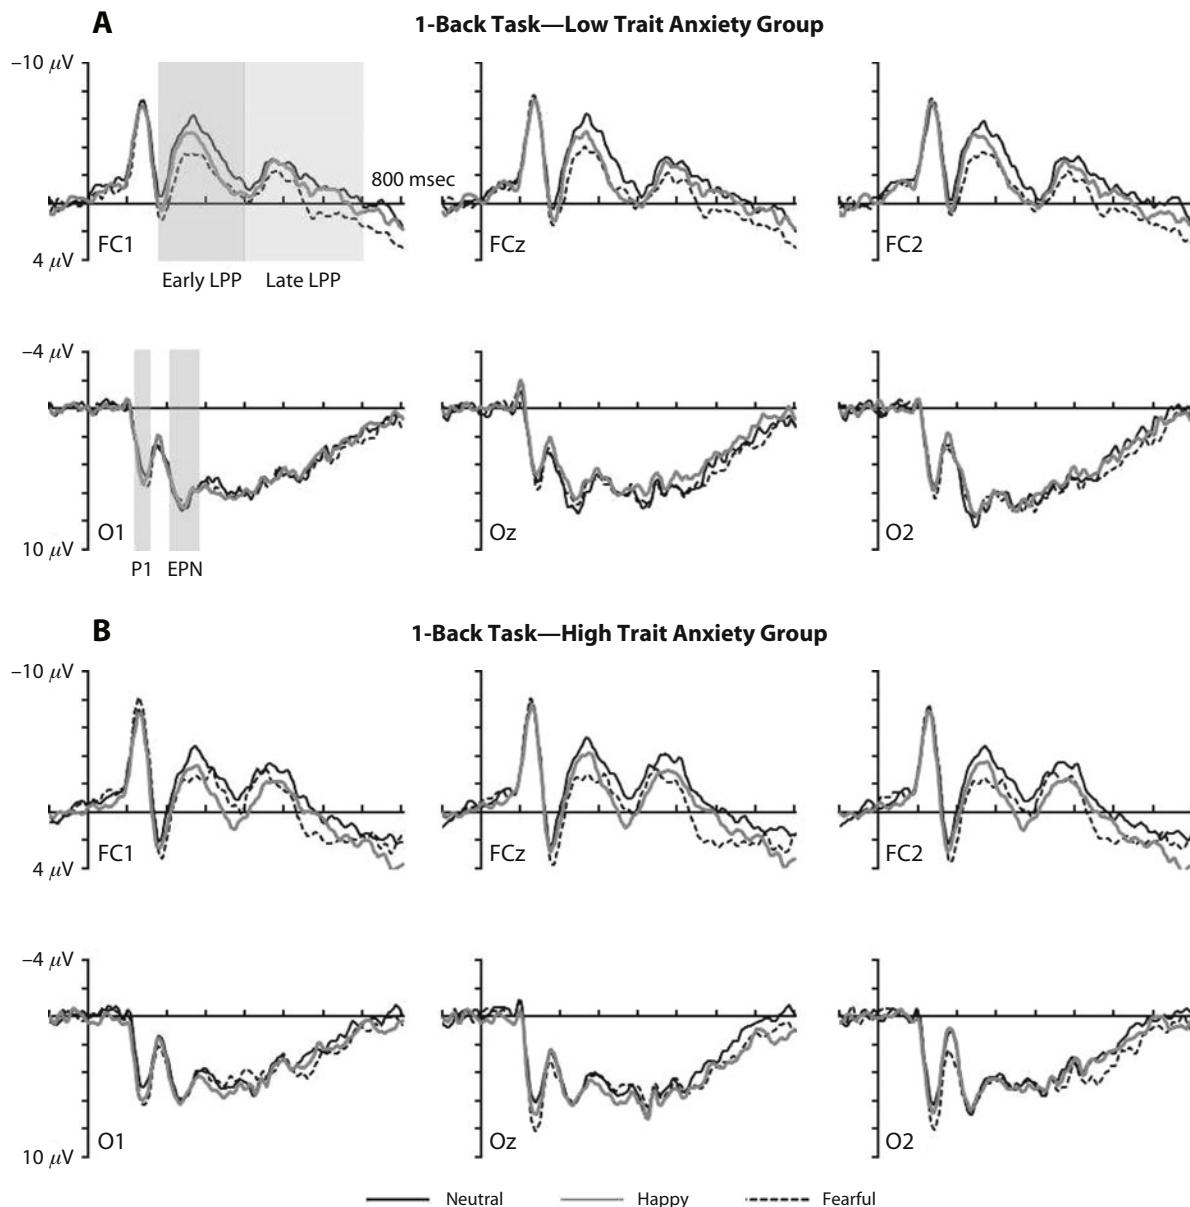 A
1-Back Task—Low Trait Anxiety Group
–10 μV
800 msec
FC1
FCz
FC2
4 μV
Early LPP
Late LPP
–4 μV
O1
Oz
O2
10 μV
P1
EPN
B
1-Back Task—High Trait Anxiety Group
–10 μV
FC1
FCz
FC2
4 μV
–4 μV
O1
Oz
O2
10 μV
Neutral
Happy
Fearful